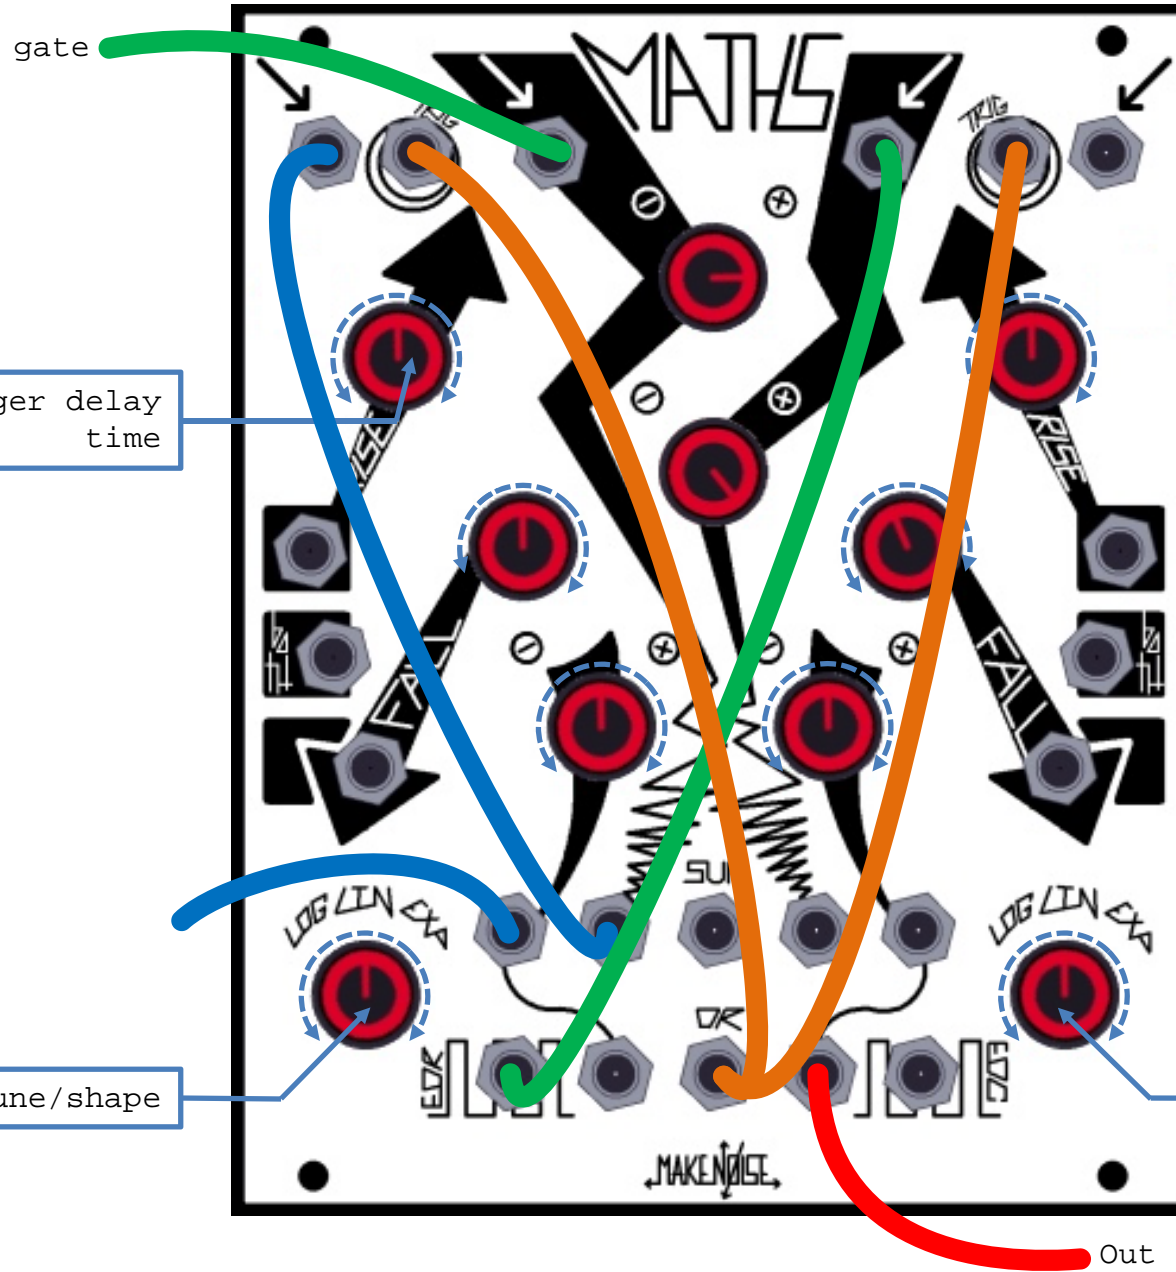 gate
MATHS
TRIG
TRIG
ger delay
time
RISE
RISE
FALL
FALL
SUM
LOG LIN EXP
LOG LIN EXP
OR
EOR
EOC
une/shape
MAKENOISE
Out